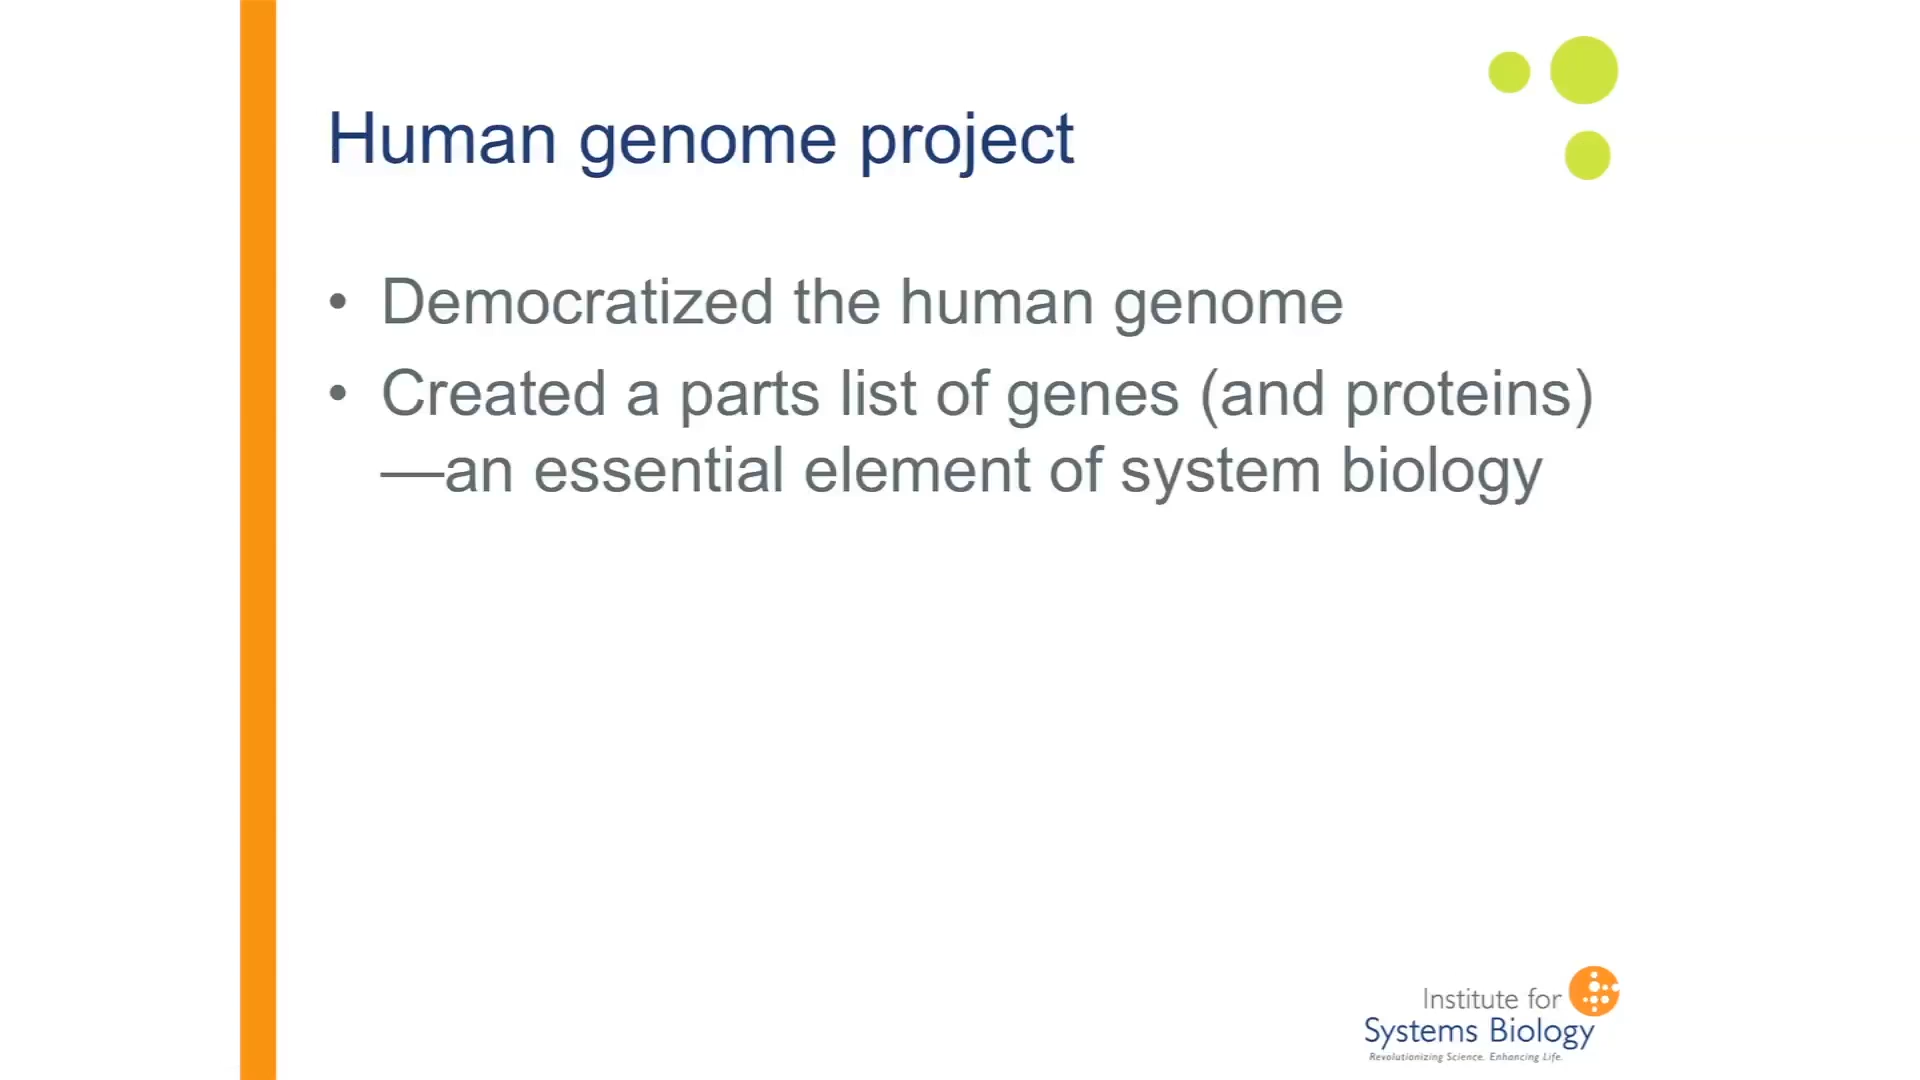 Human genome project
• Democratized the human genome
• Created a parts list of genes (and proteins)
—an essential element of system biology
Institute for
Systems Biology
Revolutionizing Science. Enhancing Life.